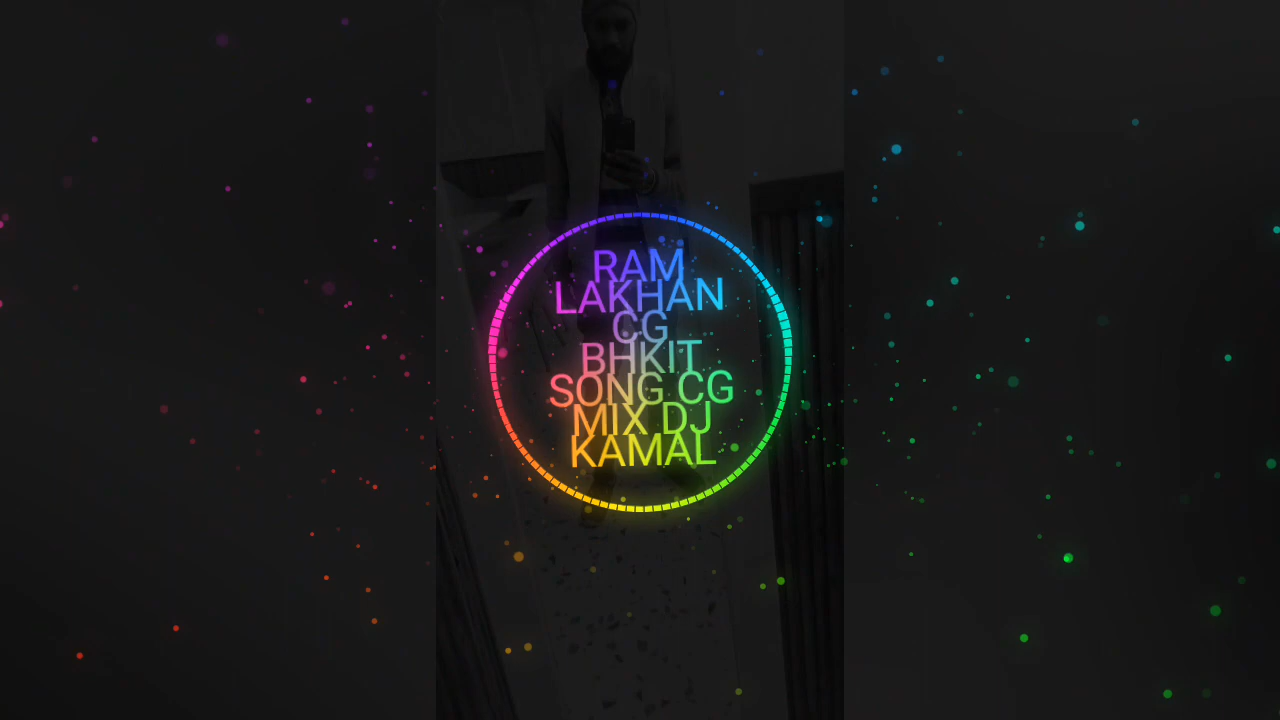 RAM
LAKHAN
CG
BHKIT
SONG CG
MIX DJ
KAMAL